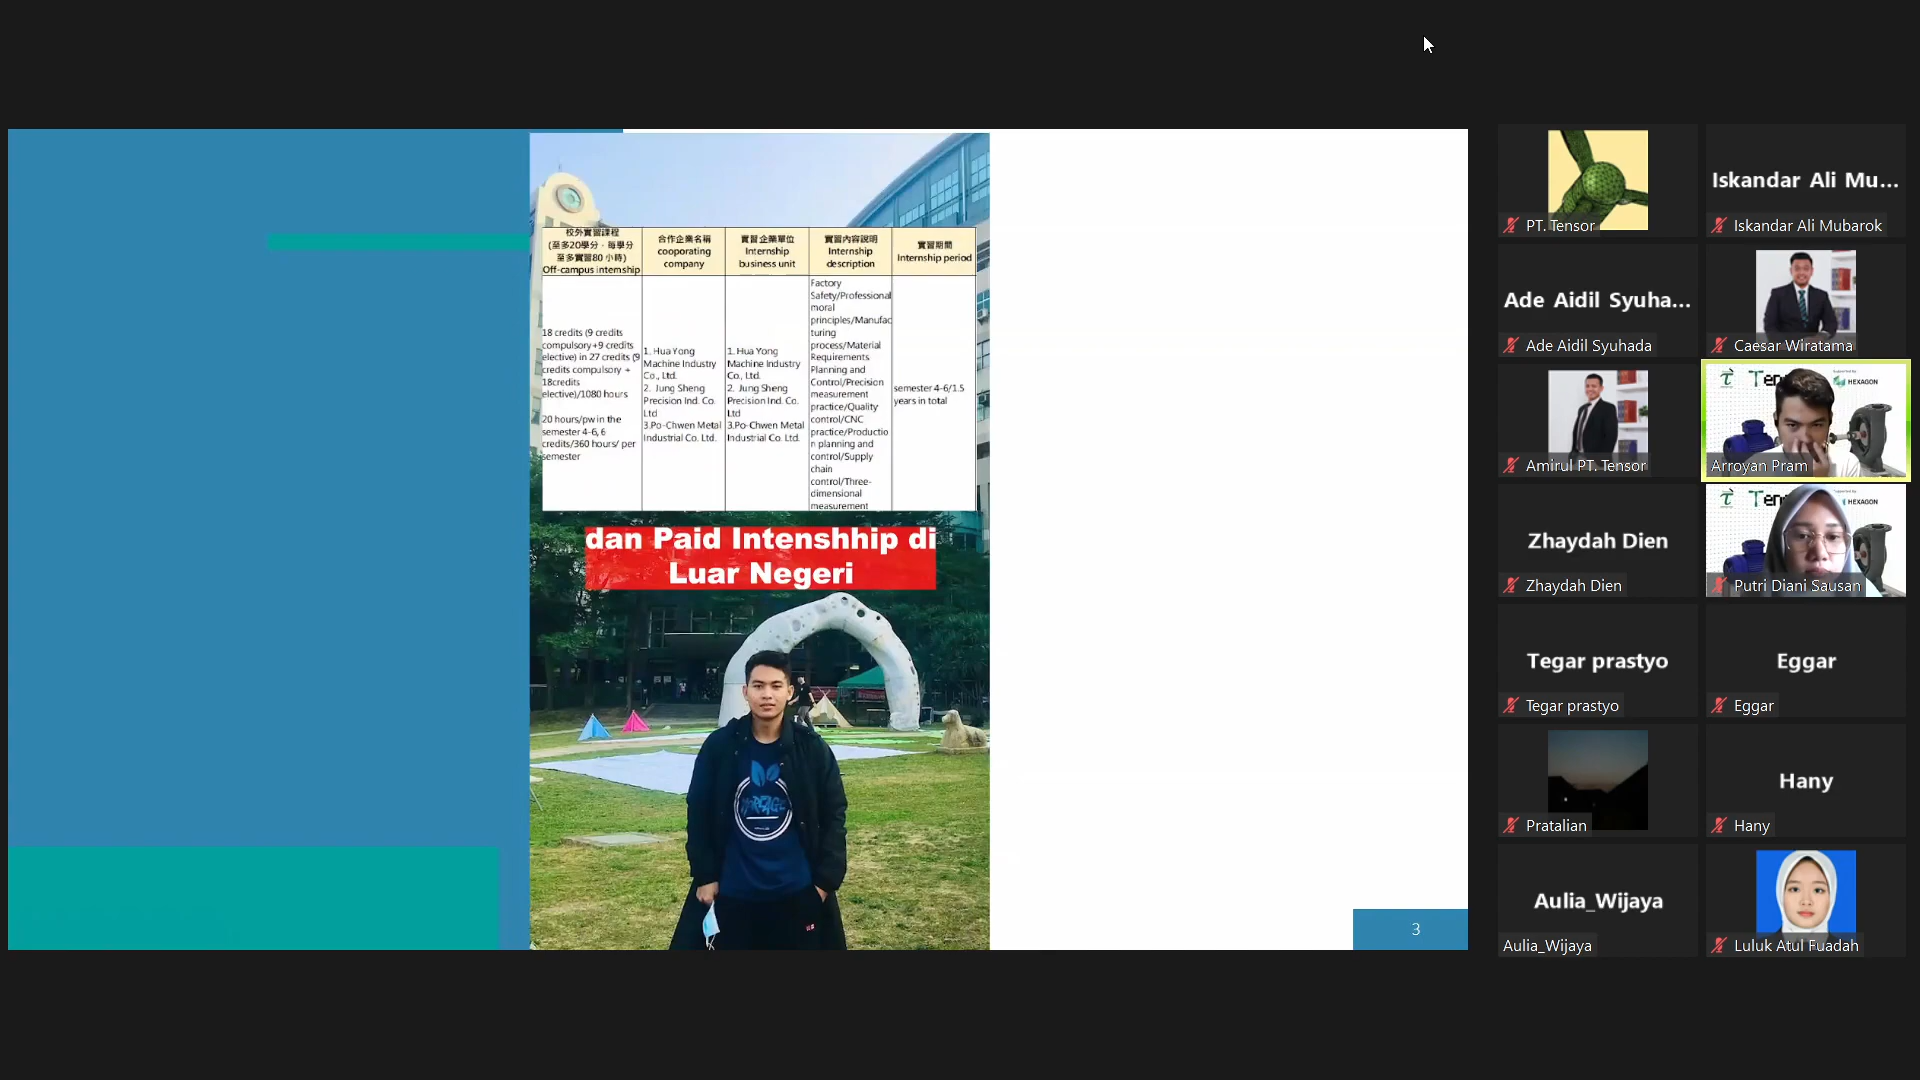 校外實習課程
(至多20學分，每學分
至多實習80 小時)
Off-campus internship
合作企業名稱
cooporating
company
實習企業單位
Internship
business unit
實習內容說明
Internship
description
實習期間
Internship period
18 credits (9 credits
compulsory+9 credits
elective) in 27 credits (9
credits compulsory +
18credits
elective)/1080 hours
20 hours/pw in the
semester 4-6, 6
credits/360 hours/ per
semester
1. Hua Yong
Machine Industry
Co., Ltd.
2. Jung Sheng
Precision Ind. Co.
Ltd
3.Po-Chwen Metal
Industrial Co. Ltd.
1. Hua Yong
Machine Industry
Co., Ltd.
2. Jung Sheng
Precision Ind. Co.
Ltd
3.Po-Chwen Metal
Industrial Co. Ltd.
Factory
Safety/Professional
moral
principles/Manufac
turing
process/Material
Requirements
Planning and
Control/Precision
measurement
practice/Quality
control/CNC
practice/Productio
n planning and
control/Supply
chain
control/Three-
dimensional
measurement
semester 4-6/1.5
years in total
dan Paid Intenshhip di
Luar Negeri
3
PT. Tensor
Iskandar Ali Mu...
Iskandar Ali Mubarok
Ade Aidil Syuha...
Ade Aidil Syuhada
Caesar Wiratama
Amirul PT. Tensor
HEXAGON
Arroyan Pram
Zhaydah Dien
Zhaydah Dien
HEXAGON
Putri Diani Sausan
Tegar prastyo
Tegar prastyo
Eggar
Eggar
Pratalian
Hany
Hany
Aulia_Wijaya
Aulia_Wijaya
Luluk Atul Fuadah